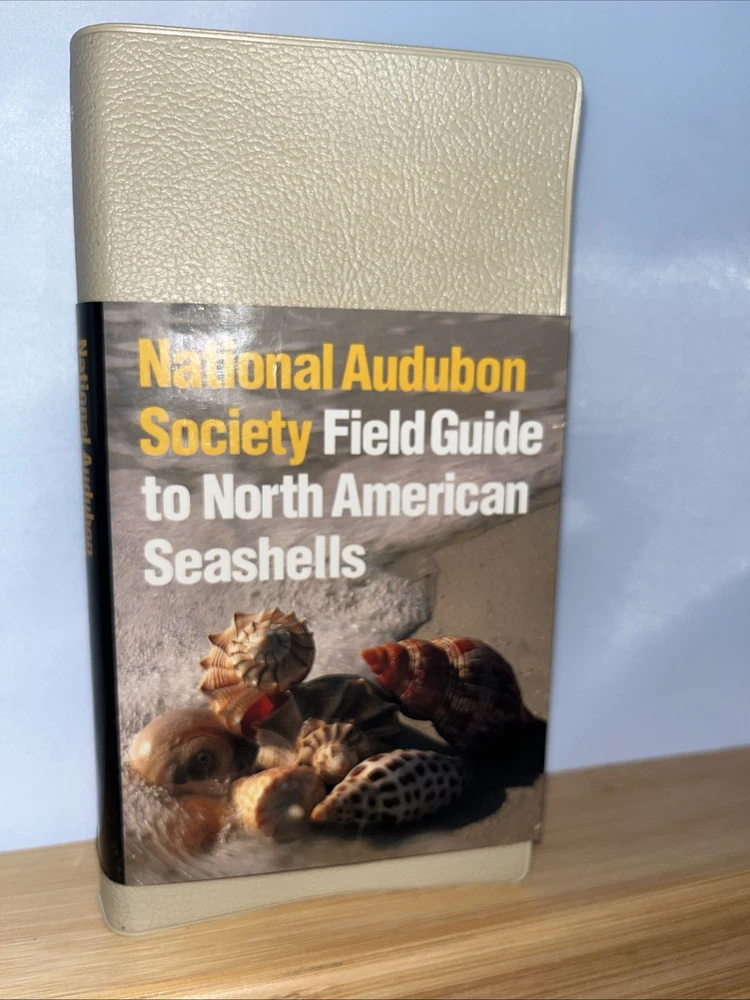 National Audubon
Society Field Guide
to North American
Seashells
National Audubon